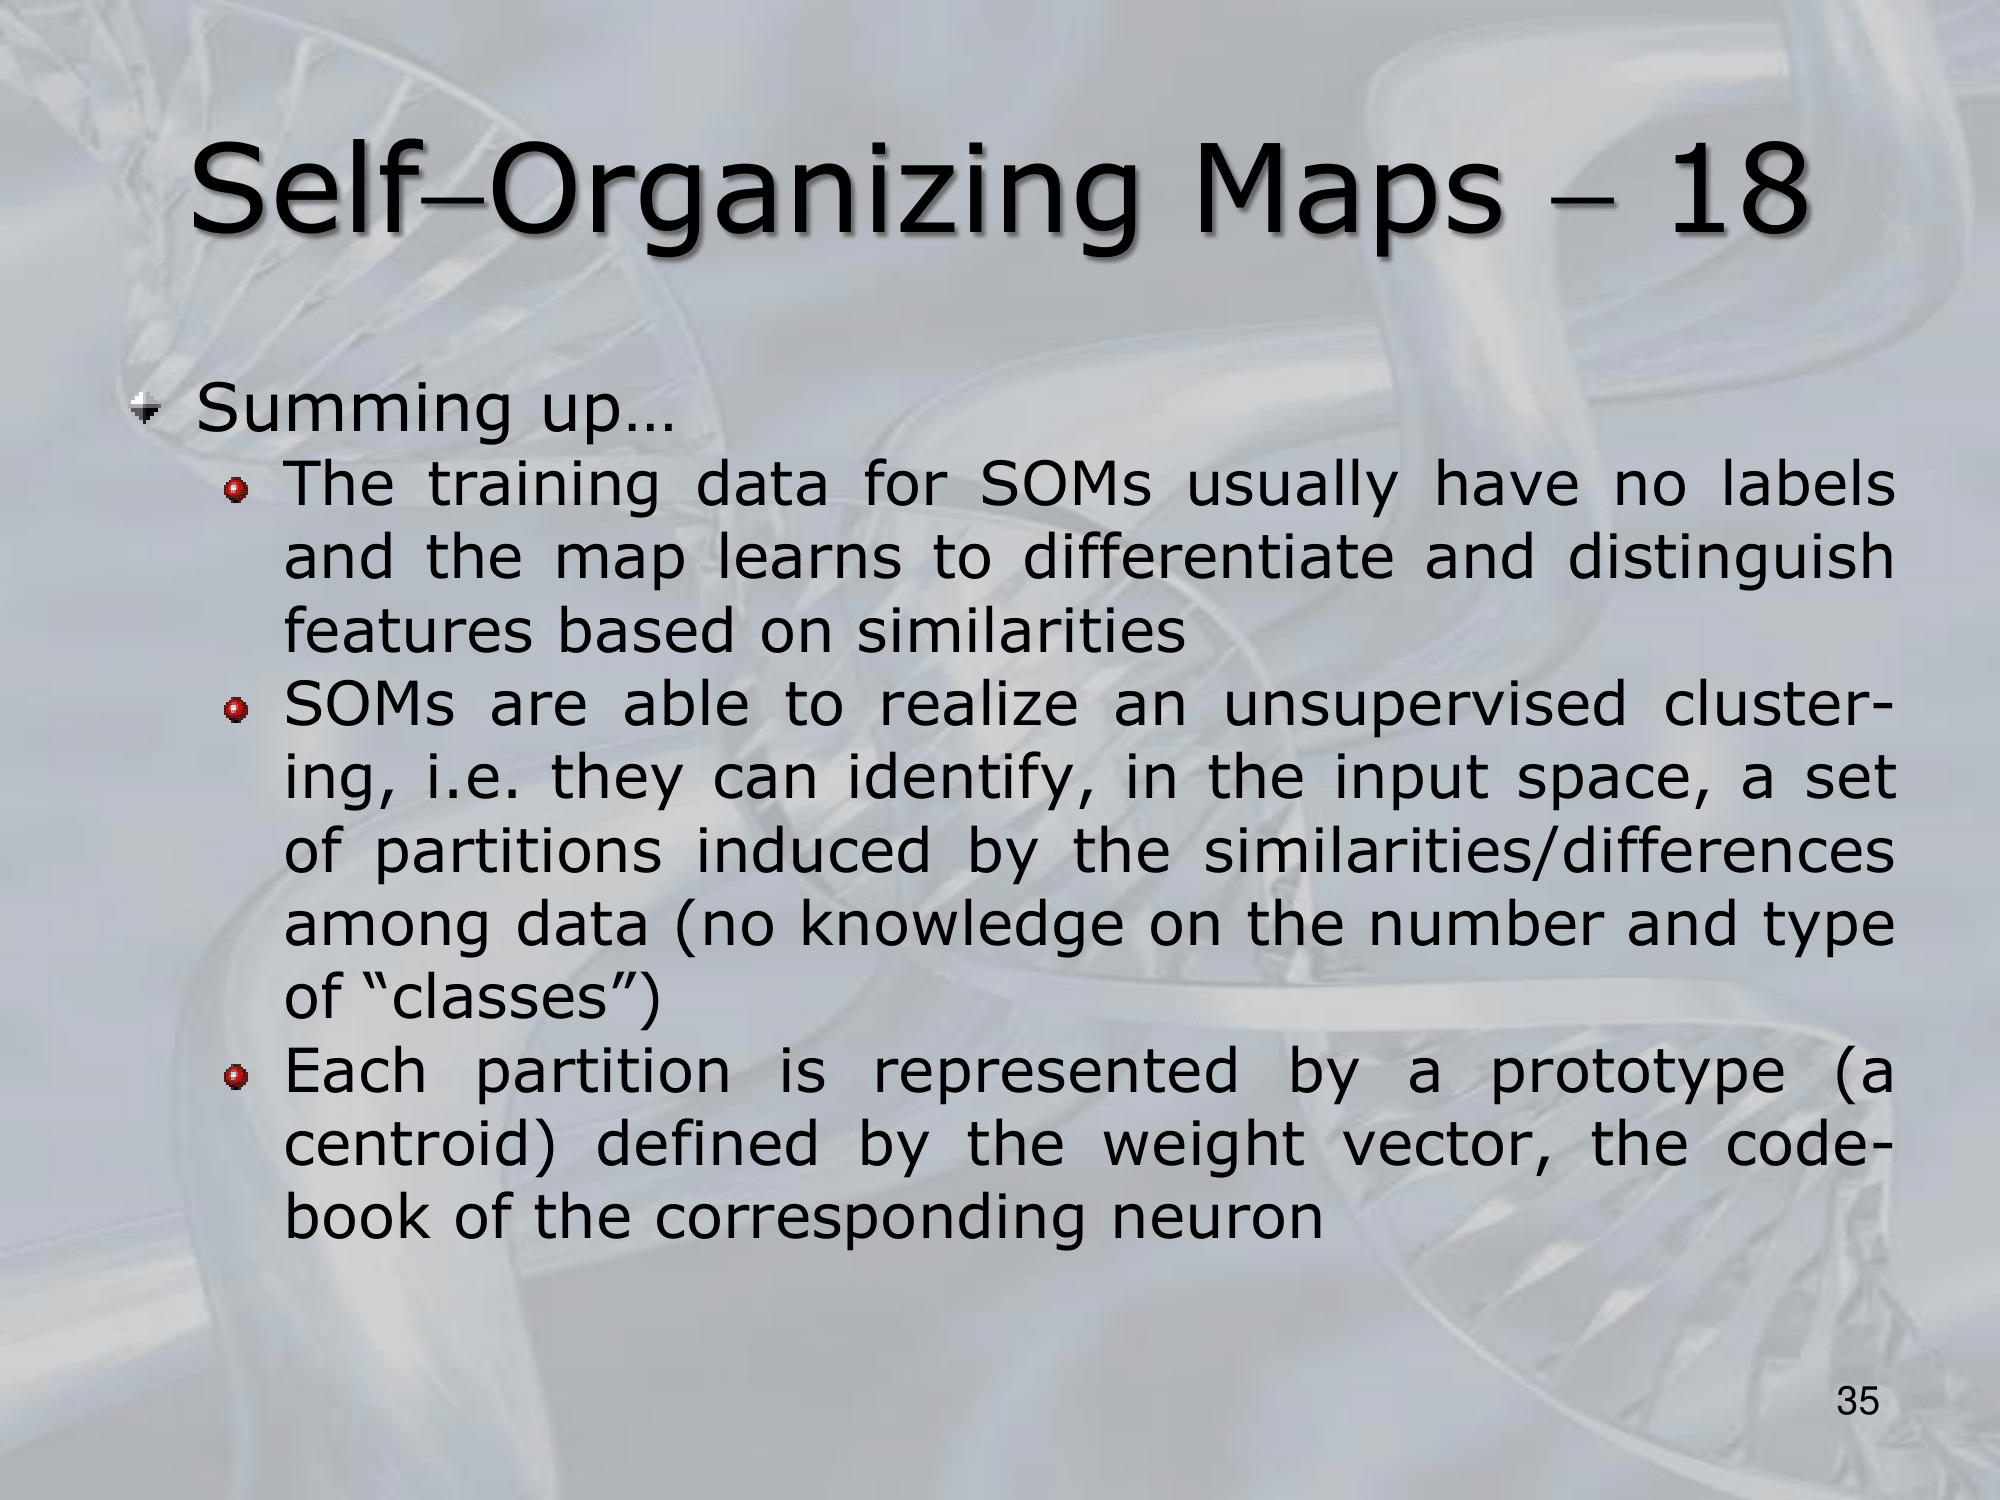 Self–Organizing Maps – 18
Summing up…
The training data for SOMs usually have no labels
and the map learns to differentiate and distinguish
features based on similarities
SOMs are able to realize an unsupervised cluster-
ing, i.e. they can identify, in the input space, a set
of partitions induced by the similarities/differences
among data (no knowledge on the number and type
of “classes”)
Each partition is represented by a prototype (a
centroid) defined by the weight vector, the code-
book of the corresponding neuron
35